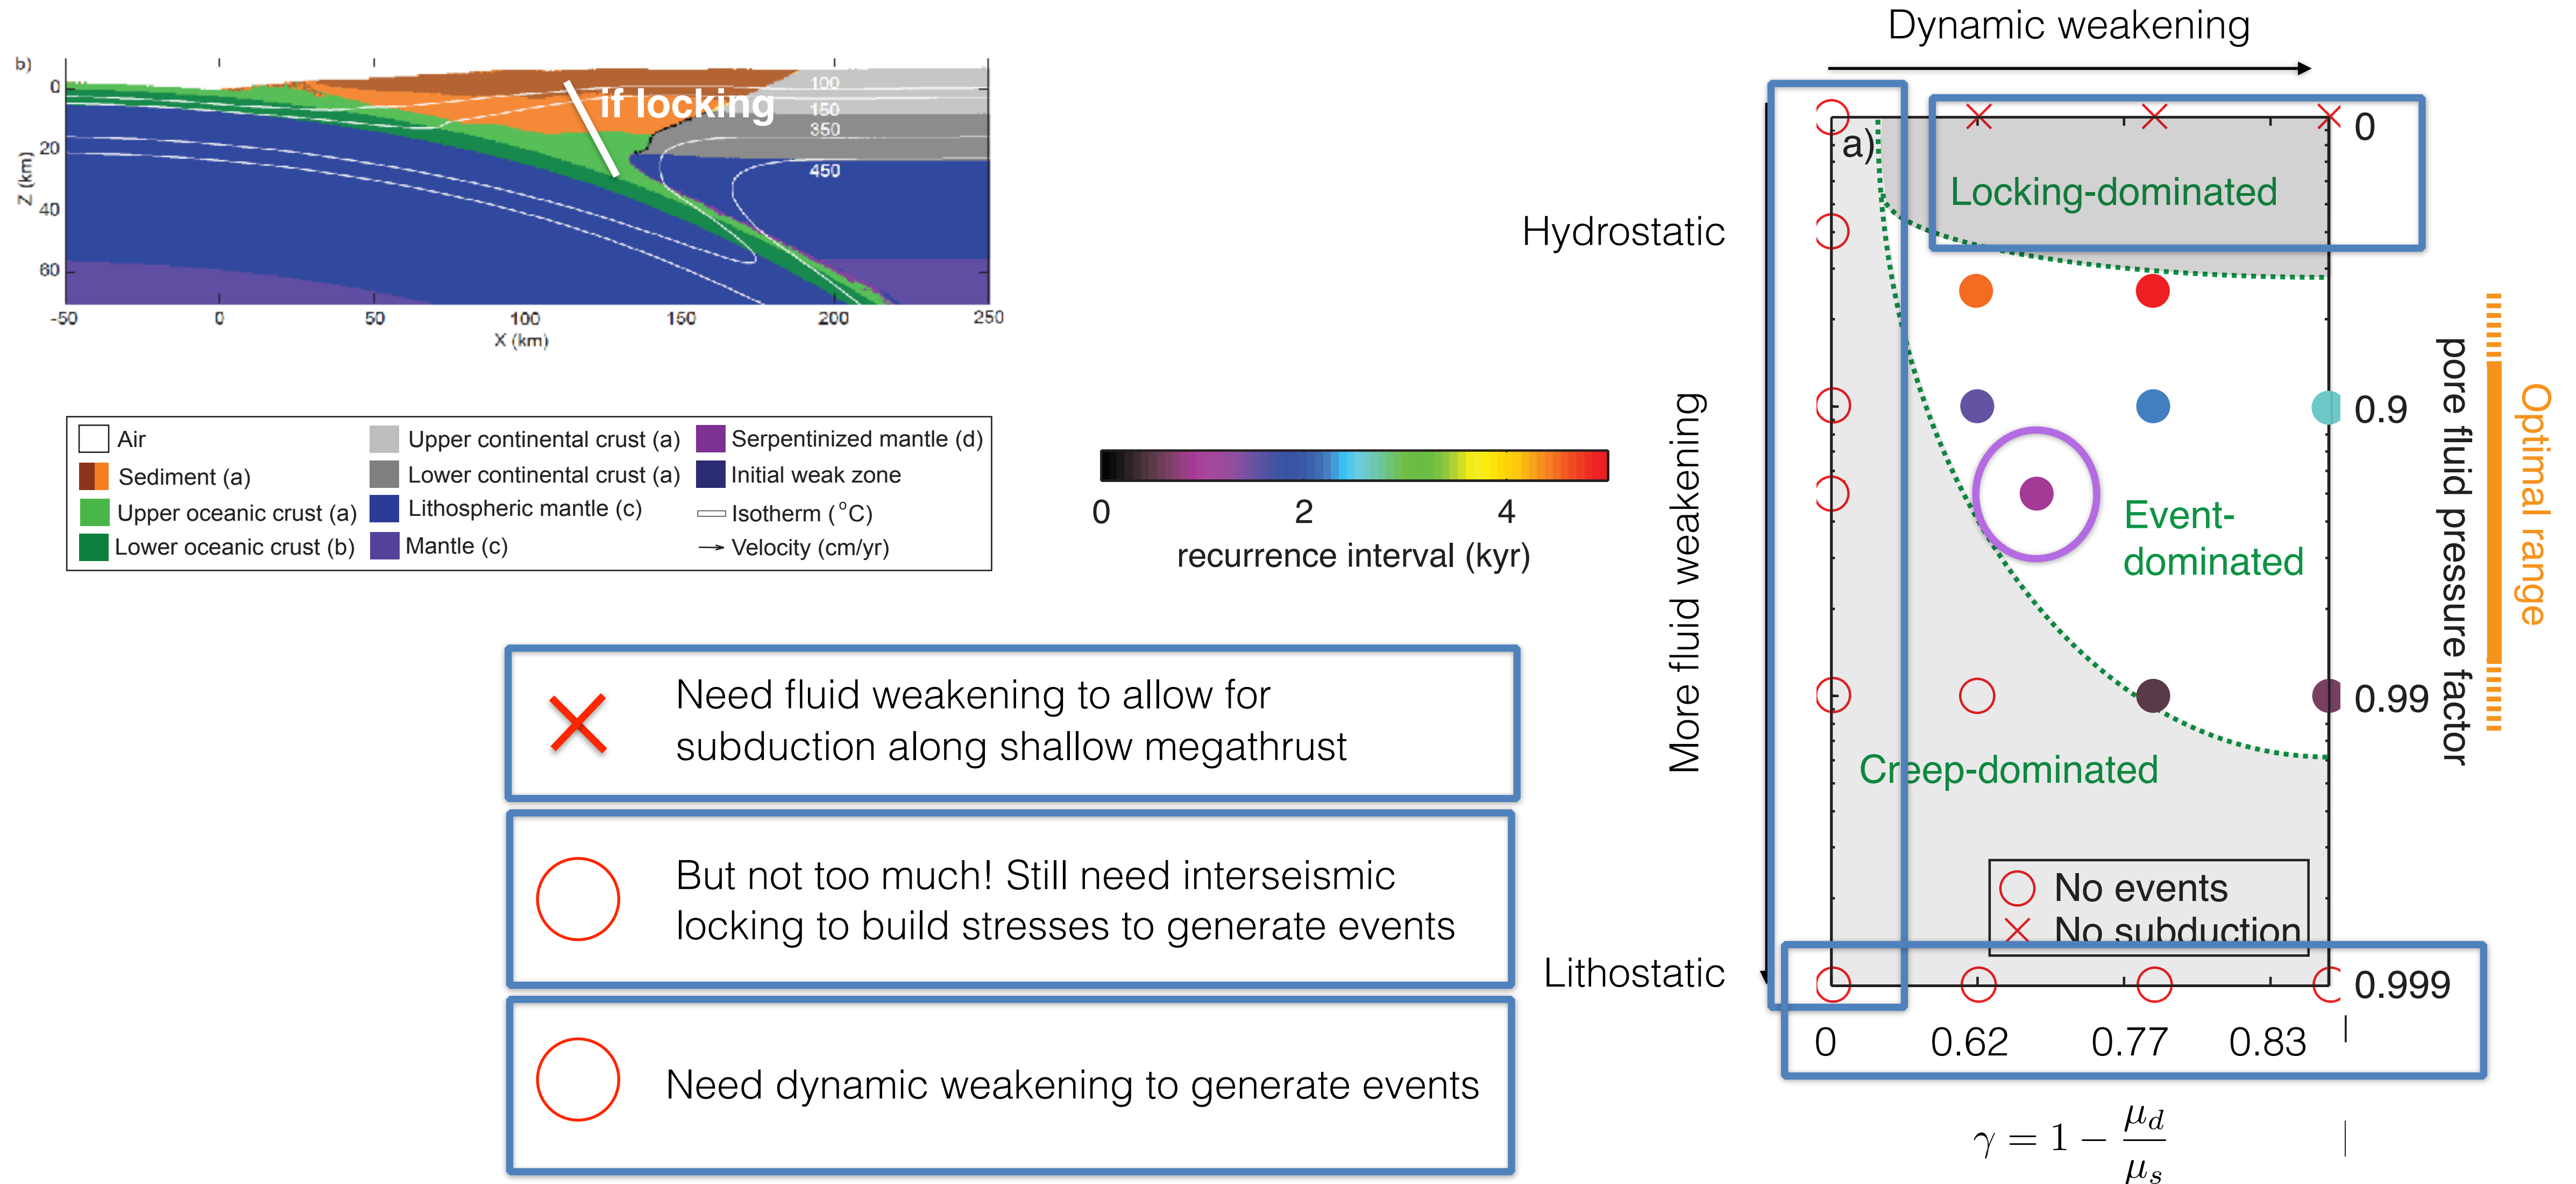 b)
0
20
40
60
Z (km)
-50
0
50
100
150
200
250
X (km)
if locking
100
150
350
450
Air
Sediment (a)
Upper oceanic crust (a)
Lower oceanic crust (b)
Upper continental crust (a)
Lower continental crust (a)
Lithospheric mantle (c)
Mantle (c)
Serpentinized mantle (d)
Initial weak zone
Isotherm (°C)
Velocity (cm/yr)
0
2
4
recurrence interval (kyr)
Need fluid weakening to allow for
subduction along shallow megathrust
But not too much! Still need interseismic
locking to build stresses to generate events
Need dynamic weakening to generate events
Dynamic weakening
Hydrostatic
More fluid weakening
Lithostatic
a)
Locking-dominated
Event-
dominated
Creep-dominated
No events
No subduction
0
0.9
0.99
0.999
pore fluid pressure factor
Optimal range
0
0.62
0.77
0.83
γ = 1 − μd/μs